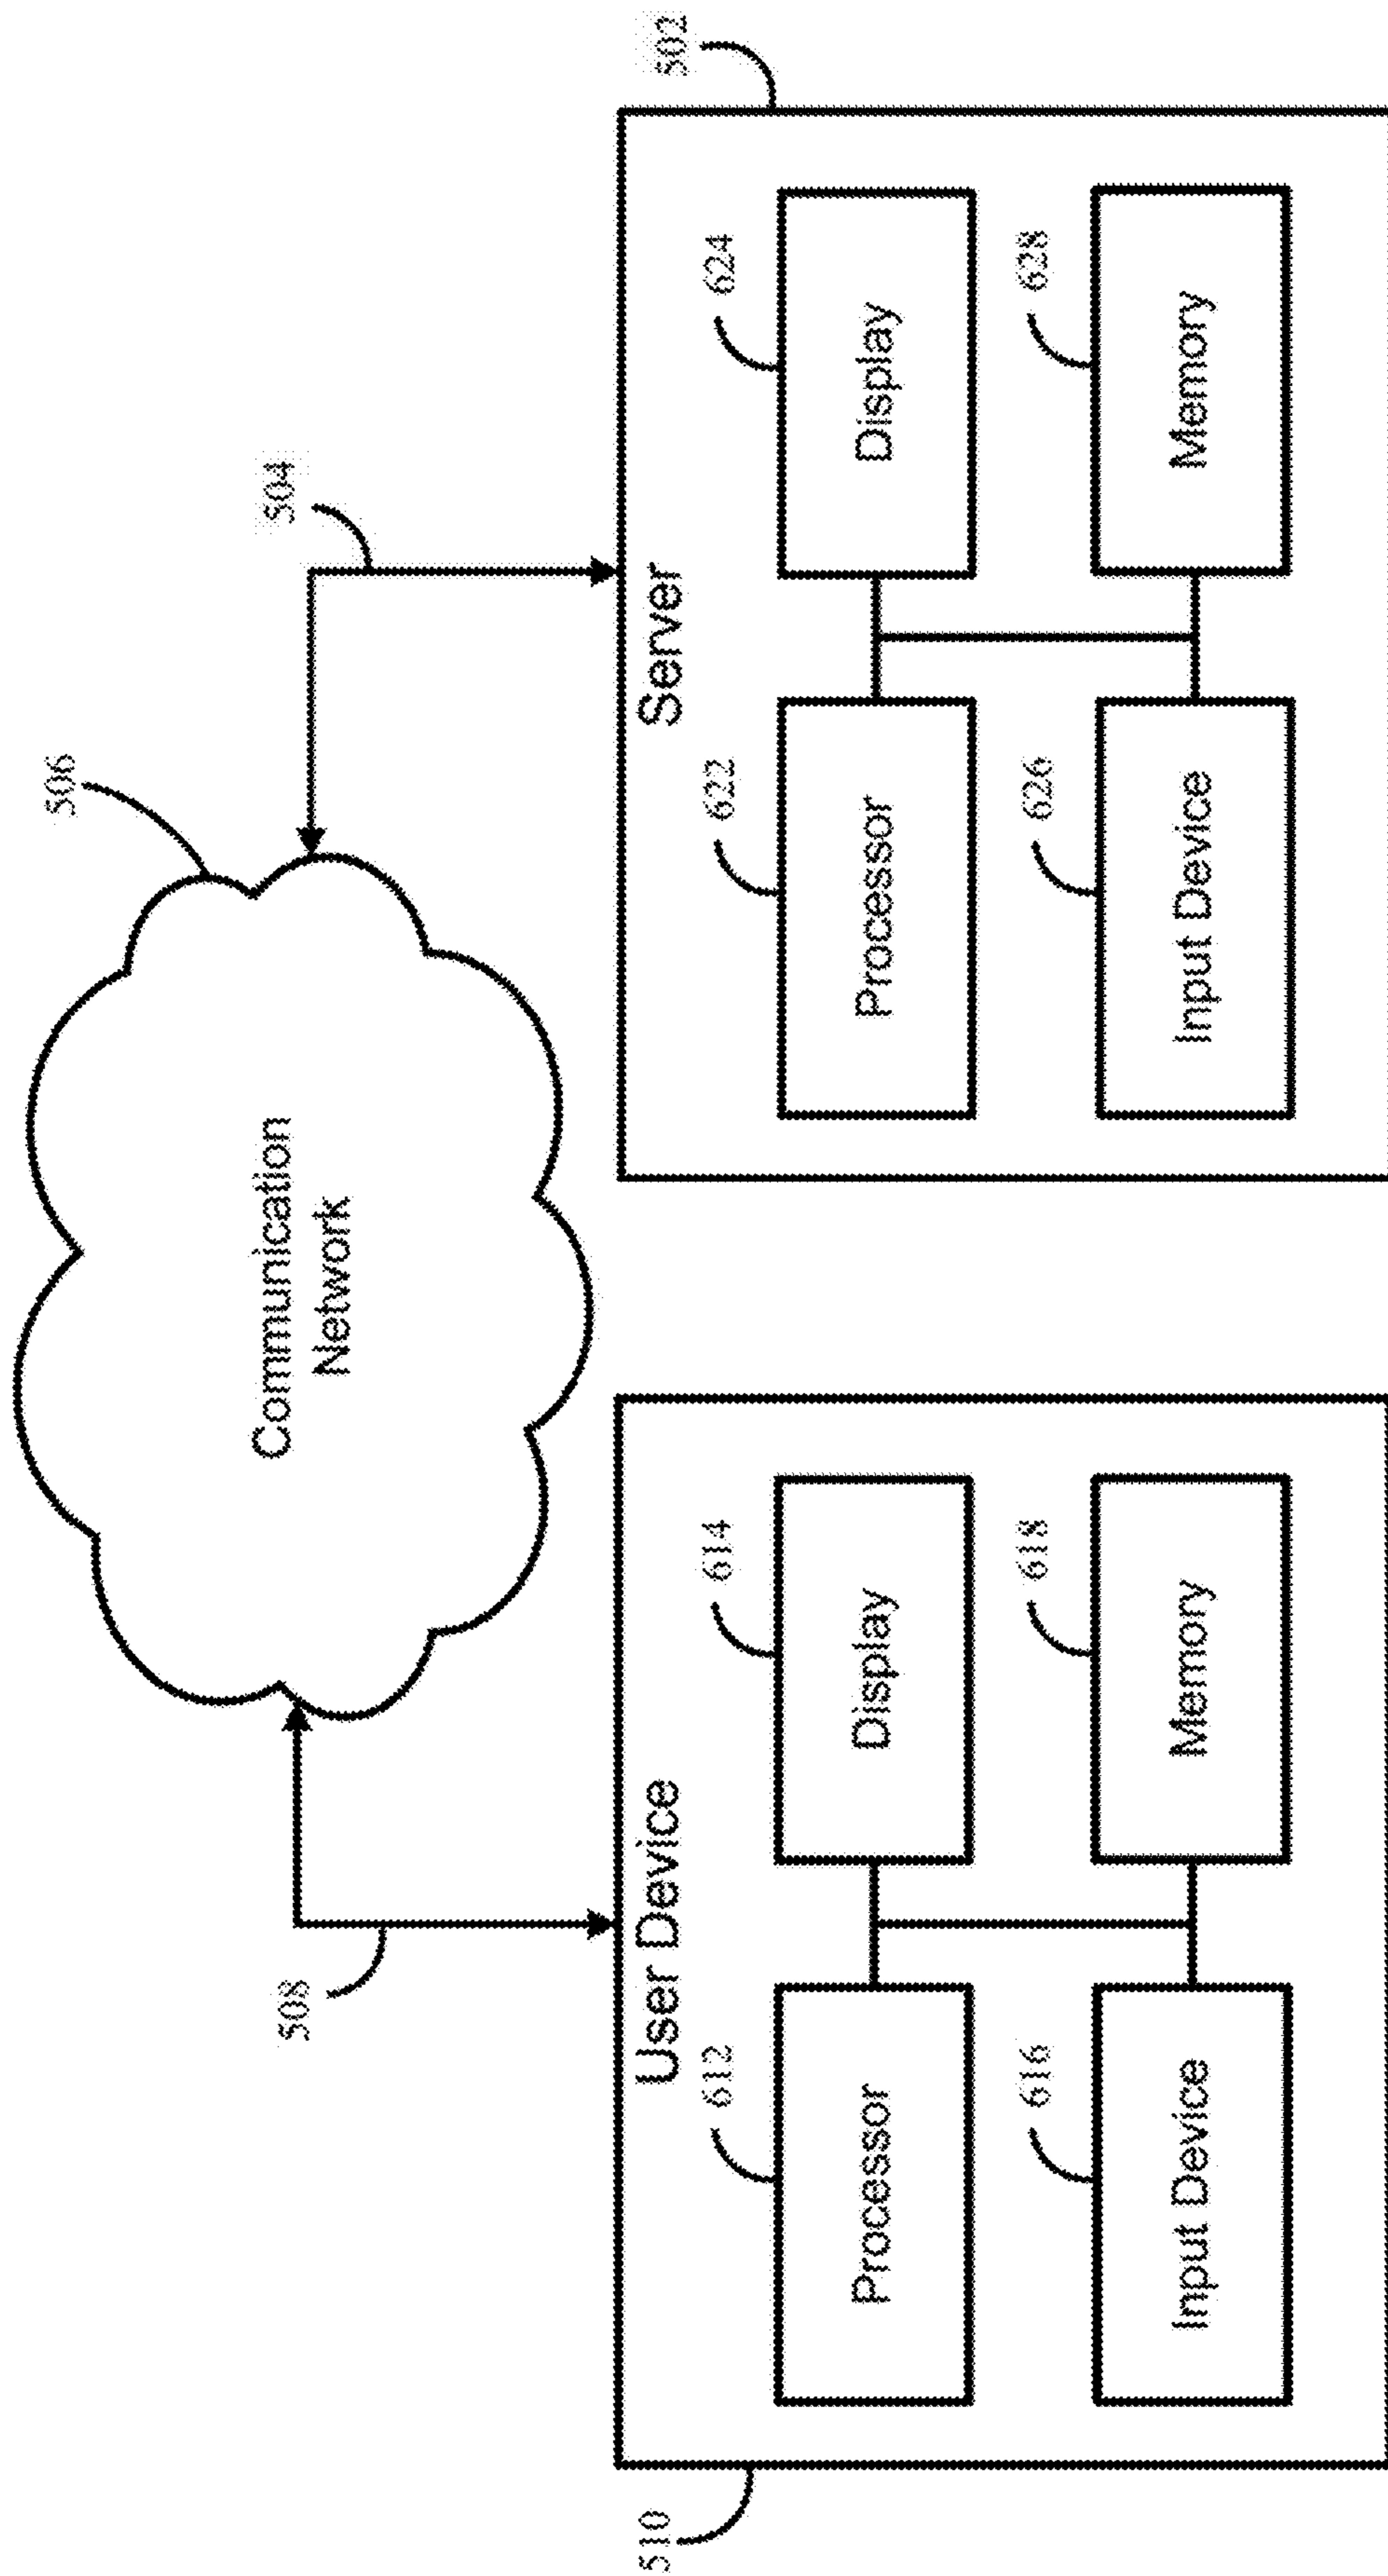 506
Communication
Network
508
504
510
User Device
612
Processor
614
Display
616
Input Device
618
Memory
502
Server
622
Processor
624
Display
626
Input Device
628
Memory